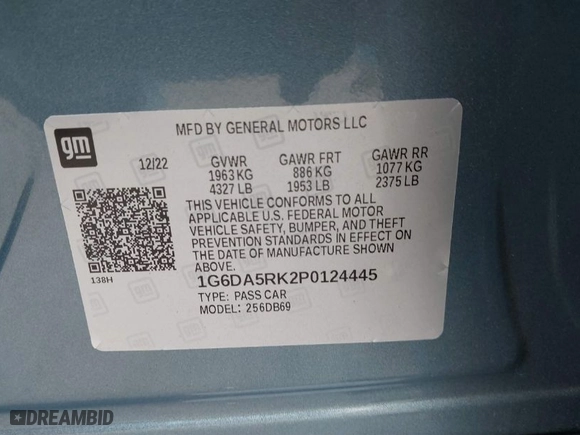 MFD BY GENERAL MOTORS LLC
gm
12/22 GVWR GAWR FRT GAWR RR
1963 KG 886 KG 1077 KG
4327 LB 1953 LB 2375 LB
THIS VEHICLE CONFORMS TO ALL
APPLICABLE U.S. FEDERAL MOTOR
VEHICLE SAFETY, BUMPER, AND THEFT
PREVENTION STANDARDS IN EFFECT ON
THE DATE OF MANUFACTURE SHOWN
ABOVE.
138H
1G6DA5RK2P0124445
TYPE: PASS CAR
MODEL: 256DB69
DREAMBID